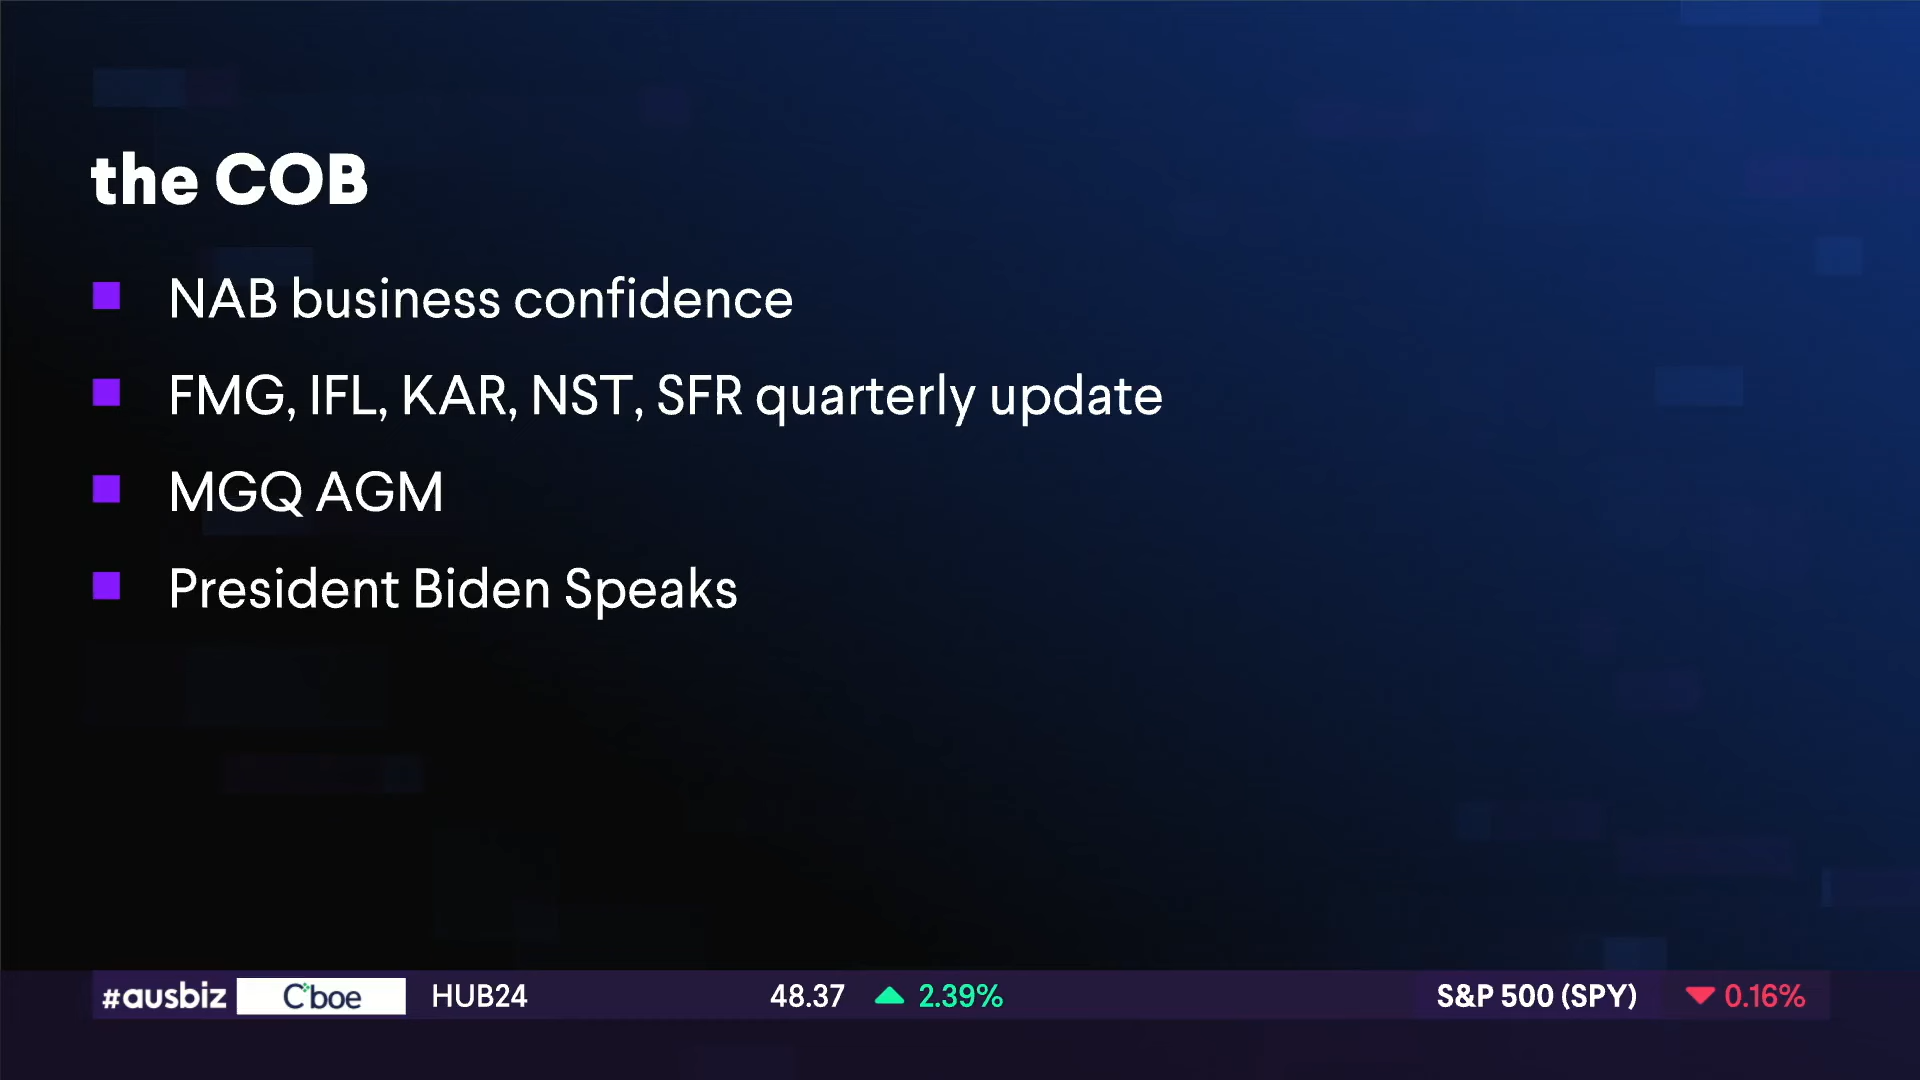 the COB
NAB business confidence
FMG, IFL, KAR, NST, SFR quarterly update
MGQ AGM
President Biden Speaks
#ausbiz Cboe HUB24 48.37 2.39% S&P 500 (SPY) 0.16%